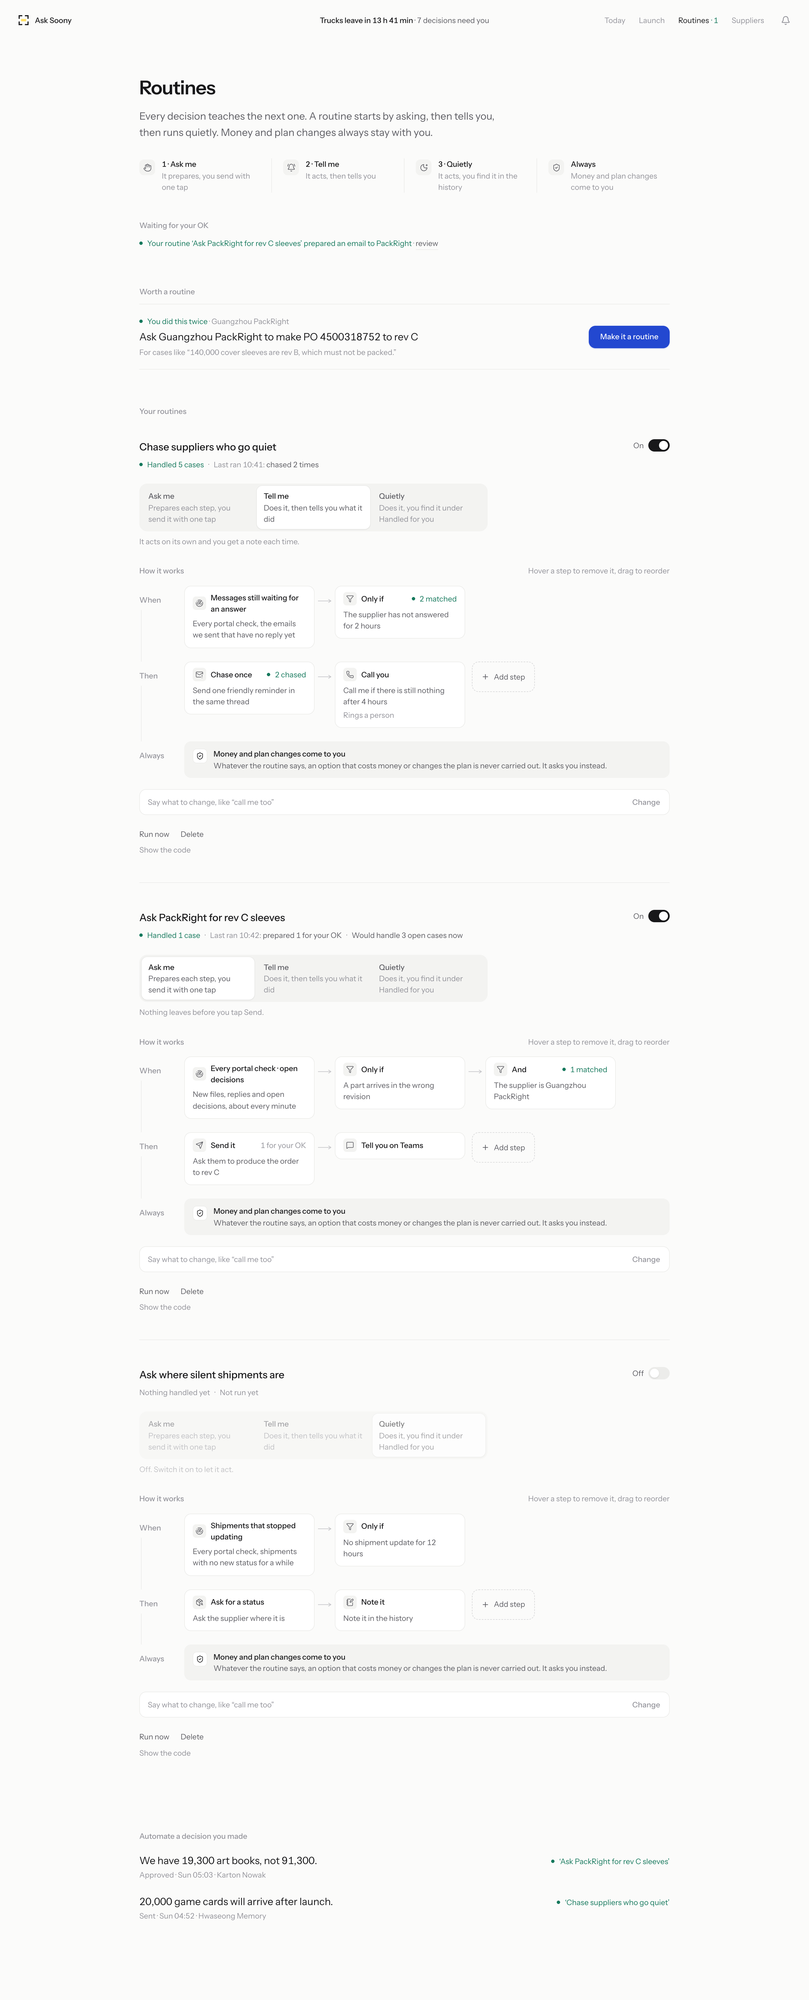 Ask Soony
Trucks leave in 13 h 41 min · 7 decisions need you
Today Launch Routines · 1 Suppliers
Routines
Every decision teaches the next one. A routine starts by asking, then tells you,
then runs quietly. Money and plan changes always stay with you.
1 · Ask me
It prepares, you send with
one tap
2 · Tell me
It acts, then tells you
3 · Quietly
It acts, you find it in the
history
Always
Money and plan changes
come to you
Waiting for your OK
Your routine ‘Ask PackRight for rev C sleeves’ prepared an email to PackRight · review
Worth a routine
You did this twice · Guangzhou PackRight
Ask Guangzhou PackRight to make PO 4500318752 to rev C
For cases like “140,000 cover sleeves are rev B, which must not be packed.”
Make it a routine
Your routines
Chase suppliers who go quiet
On
Handled 5 cases · Last ran 10:41: chased 2 times
Ask me
Prepares each step, you
send it with one tap
Tell me
Does it, then tells you what it
did
Quietly
Does it, you find it under
Handled for you
It acts on its own and you get a note each time.
How it works
Hover a step to remove it, drag to reorder
When
Messages still waiting for
an answer
Every portal check, the emails
we sent that have no reply yet
Only if
2 matched
The supplier has not answered
for 2 hours
Then
Chase once
2 chased
Send one friendly reminder in
the same thread
Call you
Call me if there is still nothing
after 4 hours
Rings a person
Add step
Always
Money and plan changes come to you
Whatever the routine says, an option that costs money or changes the plan is never carried out. It asks you instead.
Say what to change, like “call me too”
Change
Run now Delete
Show the code
Ask PackRight for rev C sleeves
On
Handled 1 case · Last ran 10:42: prepared 1 for your OK · Would handle 3 open cases now
Ask me
Prepares each step, you
send it with one tap
Tell me
Does it, then tells you what it
did
Quietly
Does it, you find it under
Handled for you
Nothing leaves before you tap Send.
How it works
Hover a step to remove it, drag to reorder
When
Every portal check · open
decisions
New files, replies and open
decisions, about every minute
Only if
A part arrives in the wrong
revision
And
1 matched
The supplier is Guangzhou
PackRight
Then
Send it
1 for your OK
Ask them to produce the order
to rev C
Tell you on Teams
Add step
Always
Money and plan changes come to you
Whatever the routine says, an option that costs money or changes the plan is never carried out. It asks you instead.
Say what to change, like “call me too”
Change
Run now Delete
Show the code
Ask where silent shipments are
Off
Nothing handled yet · Not run yet
Ask me
Prepares each step, you
send it with one tap
Tell me
Does it, then tells you what it
did
Quietly
Does it, you find it under
Handled for you
Off. Switch it on to let it act.
How it works
Hover a step to remove it, drag to reorder
When
Shipments that stopped
updating
Every portal check, shipments
with no new status for a while
Only if
No shipment update for 12
hours
Then
Ask for a status
Ask the supplier where it is
Note it
Note it in the history
Add step
Always
Money and plan changes come to you
Whatever the routine says, an option that costs money or changes the plan is never carried out. It asks you instead.
Say what to change, like “call me too”
Change
Run now Delete
Show the code
Automate a decision you made
We have 19,300 art books, not 91,300.
Approved · Sun 05:03 · Karton Nowak
‘Ask PackRight for rev C sleeves’
20,000 game cards will arrive after launch.
Sent · Sun 04:52 · Hwaseong Memory
‘Chase suppliers who go quiet’